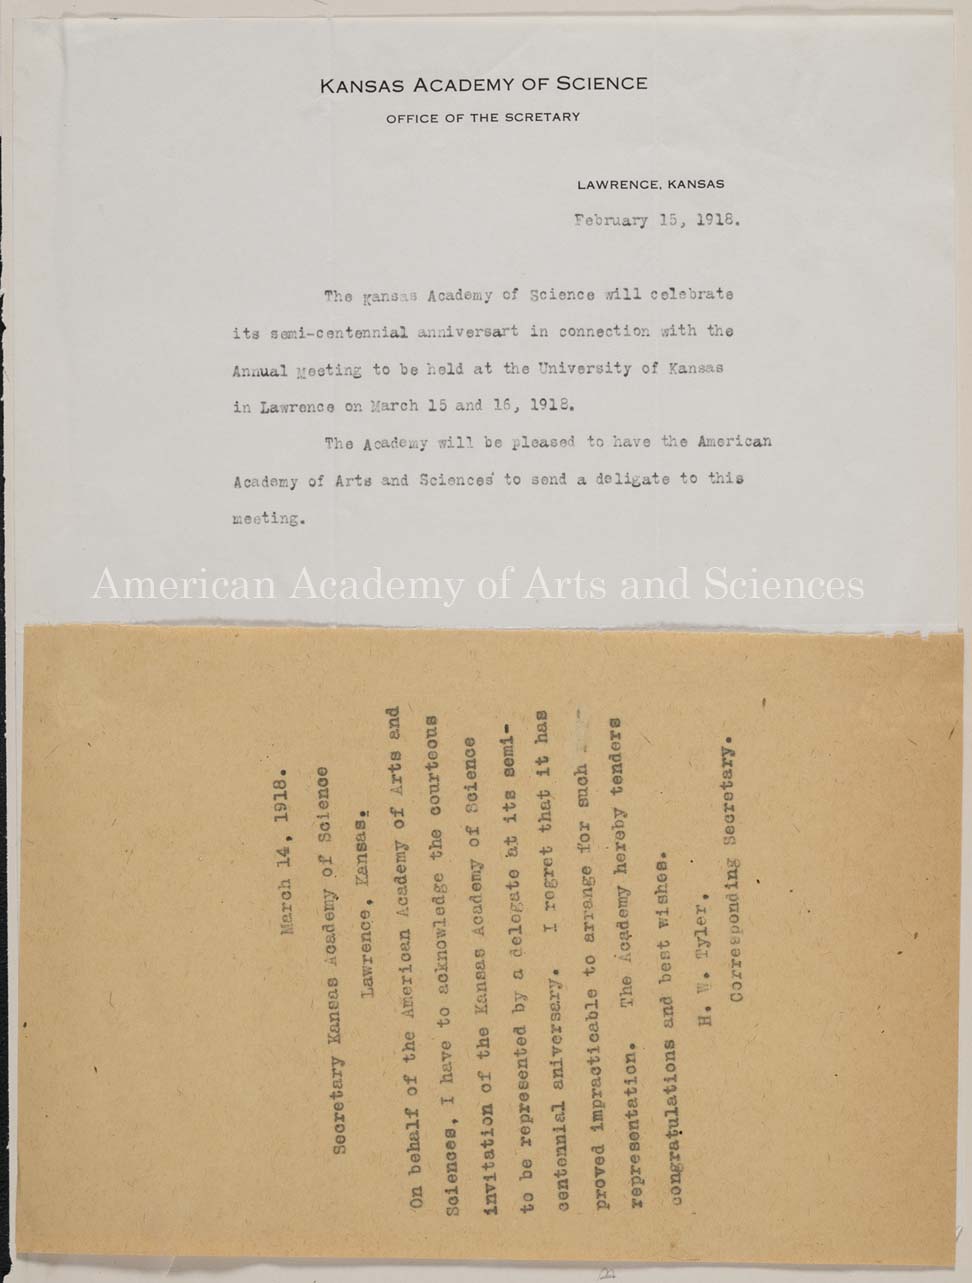 KANSAS ACADEMY OF SCIENCE
OFFICE OF THE SCRETARY
LAWRENCE, KANSAS
February 15, 1918.
The Kansas Academy of Science will celebrate
its semi-centennial anniversart in connection with the
Annual Meeting to be held at the University of Kansas
in Lawrence on March 15 and 16, 1918.
The Academy will be pleased to have the American
Academy of Arts and Sciences to send a deligate to this
meeting.
American Academy of Arts and Sciences
March 14, 1918.
Secretary Kansas Academy of Science
Lawrence, Kansas.
On behalf of the American Academy of Arts and
Sciences, I have to acknowledge the courteous
invitation of the Kansas Academy of Science
to be represented by a delegate at its semi-
centennial aniversary. I regret that it has
proved impracticable to arrange for such
representation. The Academy hereby tenders
congratulations and best wishes.
H. W. Tyler,
Corresponding Secretary.